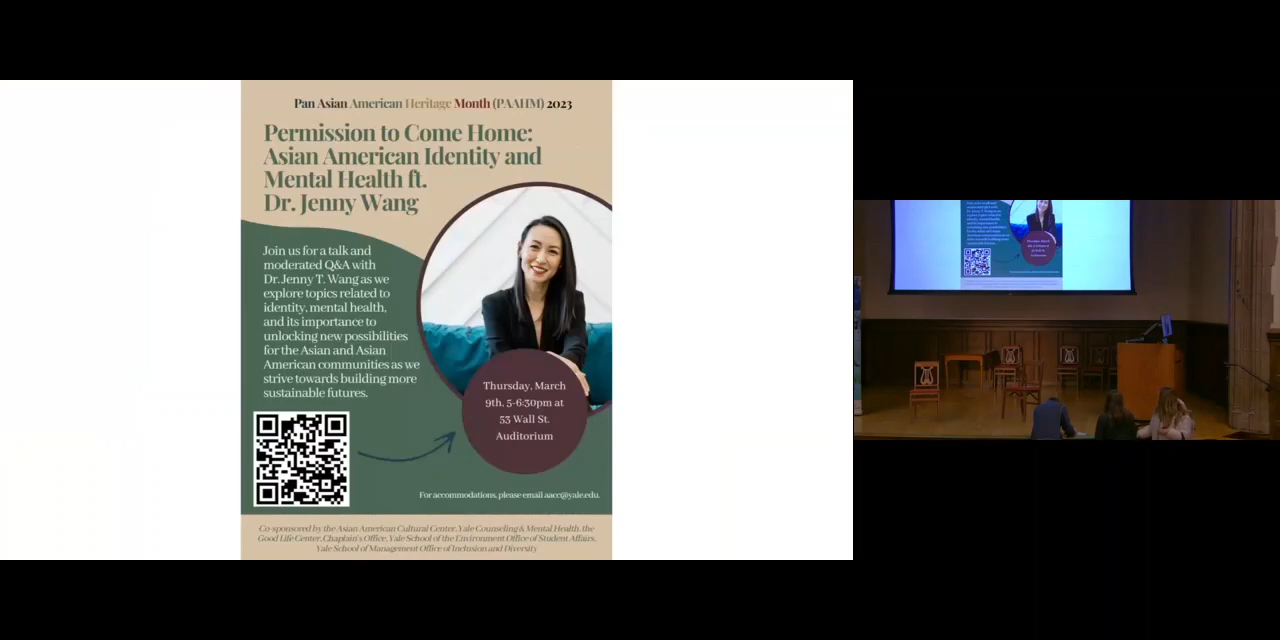 Pan Asian American Heritage Month (PAAHM) 2023
Permission to Come Home:
Asian American Identity and
Mental Health ft.
Dr. Jenny Wang
Join us for a talk and
moderated Q&A with
Dr. Jenny T. Wang as we
explore topics related to
identity, mental health,
and its importance to
unlocking new possibilities
for the Asian and Asian
American communities as we
strive towards building more
sustainable futures.
Thursday, March
9th, 5-6:30pm at
53 Wall St.
Auditorium
For accommodations, please email aacc@yale.edu.
Co-sponsored by the Asian American Cultural Center, Yale Counseling & Mental Health, the
Good Life Center, Chaplain's Office, Yale School of the Environment Office of Student Affairs,
Yale School of Management Office of Inclusion and Diversity